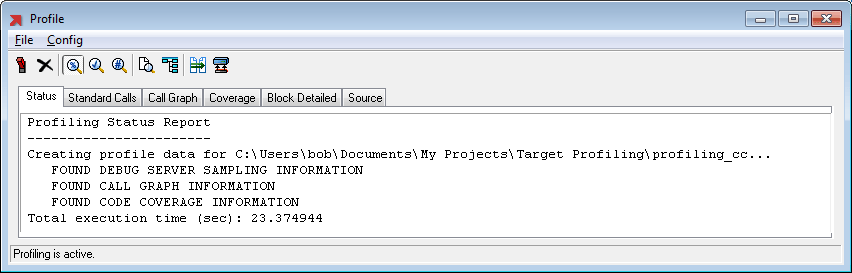 Profile
File Config
Status Standard Calls Call Graph Coverage Block Detailed Source
Profiling Status Report
-----------------------
Creating profile data for C:\Users\bob\Documents\My Projects\Target Profiling\profiling_cc...
FOUND DEBUG SERVER SAMPLING INFORMATION
FOUND CALL GRAPH INFORMATION
FOUND CODE COVERAGE INFORMATION
Total execution time (sec): 23.374944
Profiling is active.